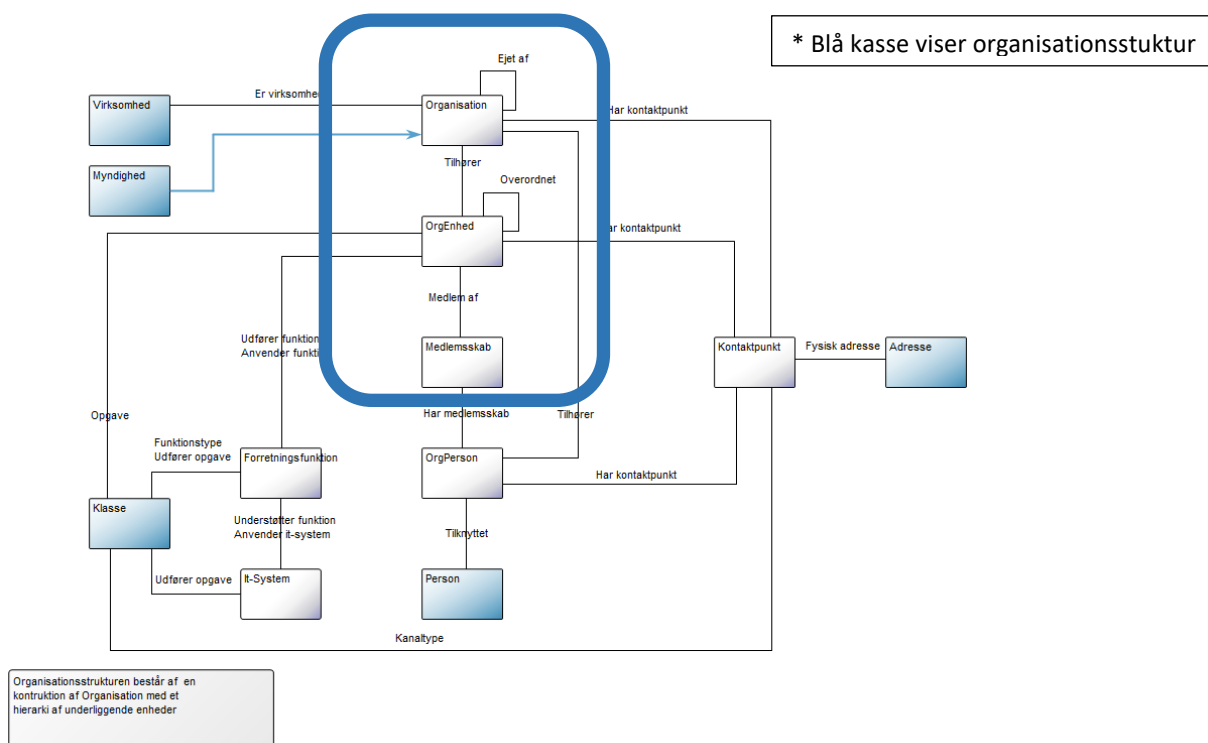 * Blå kasse viser organisationsstuktur
Ejet af
Er virksomhed
Virksomhed
Organisation
Har kontaktpunkt
Myndighed
Tilhører
Overordnet
OrgEnhed
Har kontaktpunkt
Medlem af
Udfører funktion
Anvender funkti
Medlemsskab
Kontaktpunkt
Fysisk adresse
Adresse
Opgave
Har medlemsskab
Tilhører
Funktionstype
Udfører opgave
Forretningsfunktion
OrgPerson
Har kontaktpunkt
Klasse
Understøtter funktion
Anvender it-system
Tilknyttet
Udfører opgave
It-System
Person
Kanaltype
Organisationsstrukturen består af en
kontruktion af Organisation med et
hierarki af underliggende enheder